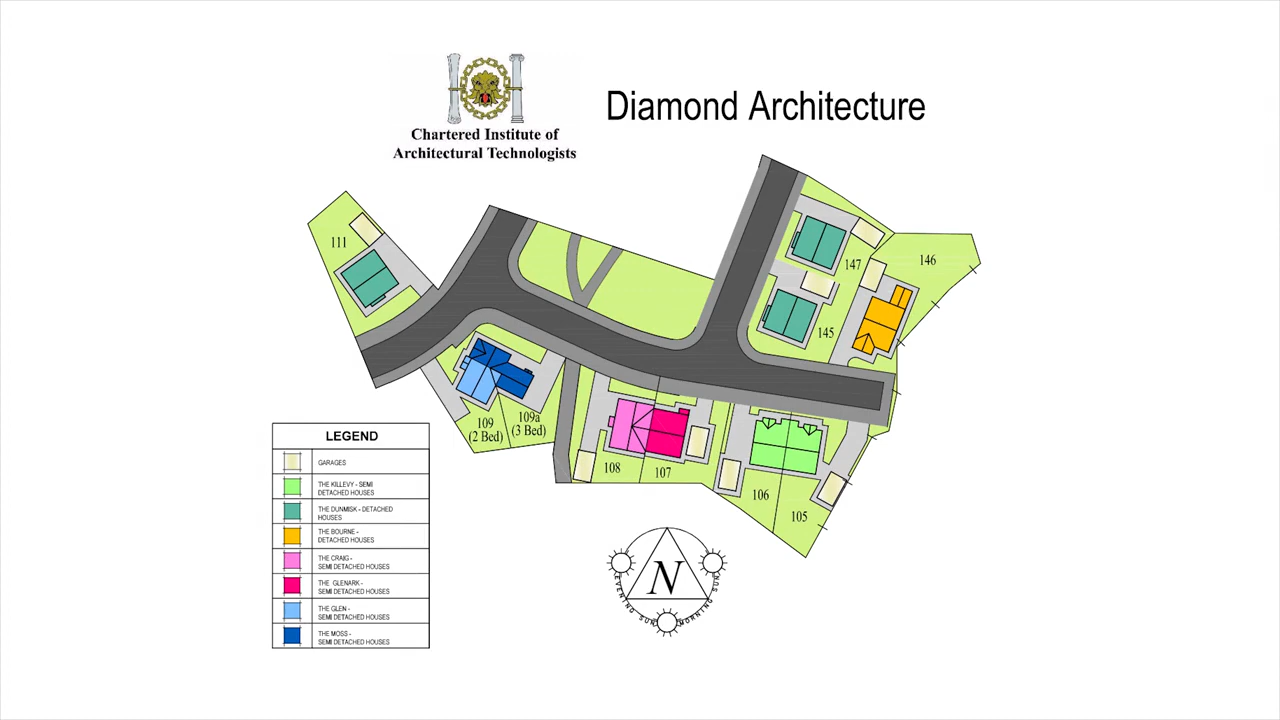 Diamond Architecture
Chartered Institute of
Architectural Technologists
111
147
146
145
109
(2 Bed)
109a
(3 Bed)
108
107
106
105
LEGEND
GARAGES
THE KILLEVY - SEMI
DETACHED HOUSES
THE DUNMISK - DETACHED
HOUSES
THE BOURNE -
DETACHED HOUSES
THE CRAIG -
SEMI DETACHED HOUSES
THE GLENARK -
SEMI DETACHED HOUSES
THE GLEN -
SEMI DETACHED HOUSES
THE MOSS -
SEMI DETACHED HOUSES
N
EVENING SUN
MORNING SUN